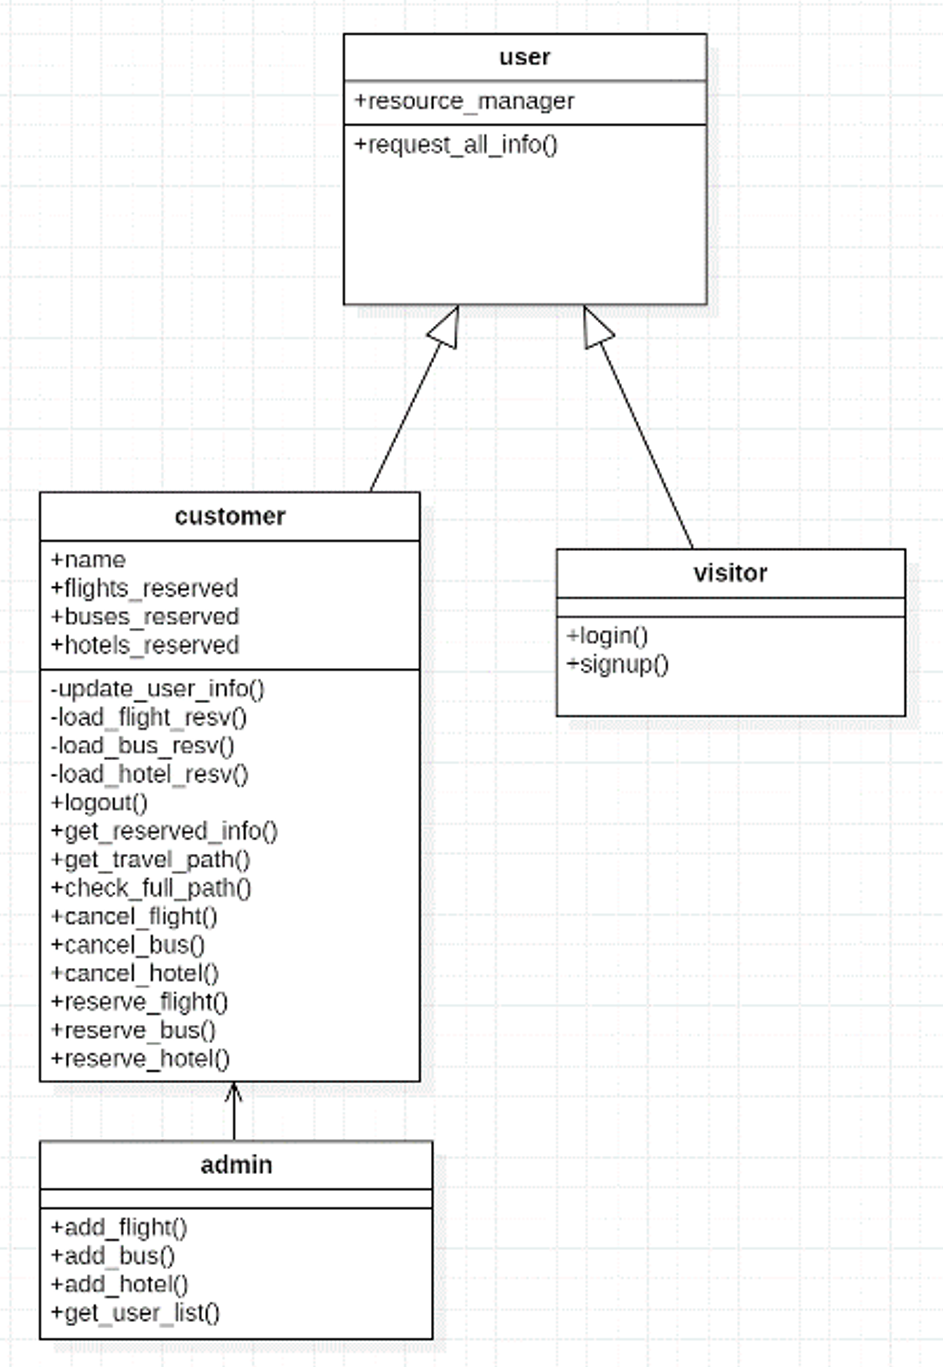 user
+resource_manager
+request_all_info()
customer
+name
+flights_reserved
+buses_reserved
+hotels_reserved
-update_user_info()
-load_flight_resv()
-load_bus_resv()
-load_hotel_resv()
+logout()
+get_reserved_info()
+get_travel_path()
+check_full_path()
+cancel_flight()
+cancel_bus()
+cancel_hotel()
+reserve_flight()
+reserve_bus()
+reserve_hotel()
visitor
+login()
+signup()
admin
+add_flight()
+add_bus()
+add_hotel()
+get_user_list()